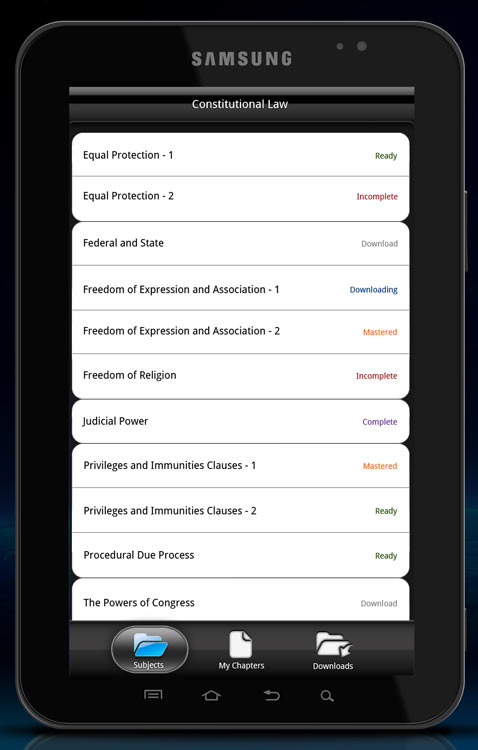 SAMSUNG
Constitutional Law
Equal Protection - 1 Ready
Equal Protection - 2 Incomplete
Federal and State Download
Freedom of Expression and Association - 1 Downloading
Freedom of Expression and Association - 2 Mastered
Freedom of Religion Incomplete
Judicial Power Complete
Privileges and Immunities Clauses - 1 Mastered
Privileges and Immunities Clauses - 2 Ready
Procedural Due Process Ready
The Powers of Congress Download
Subjects My Chapters Downloads